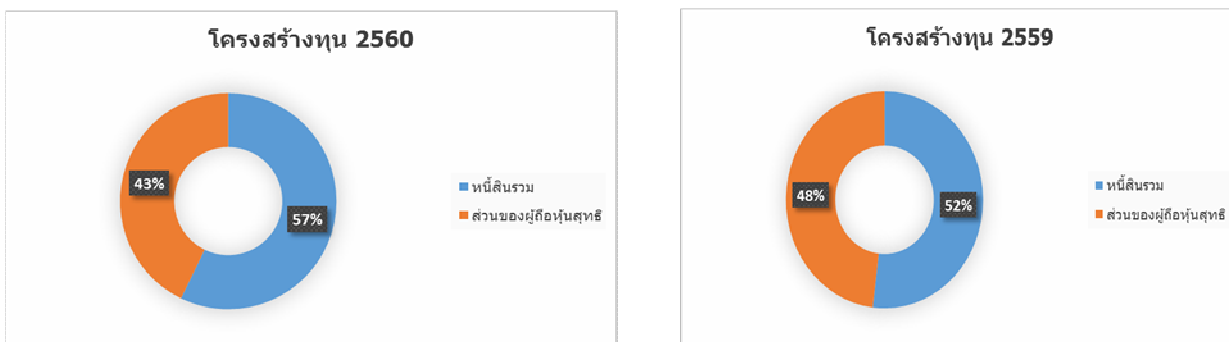 โครงสร้างทุน 2560
43%
57%
หนี้สินรวม
ส่วนของผู้ถือหุ้นสุทธิ
โครงสร้างทุน 2559
48%
52%
หนี้สินรวม
ส่วนของผู้ถือหุ้นสุทธิ